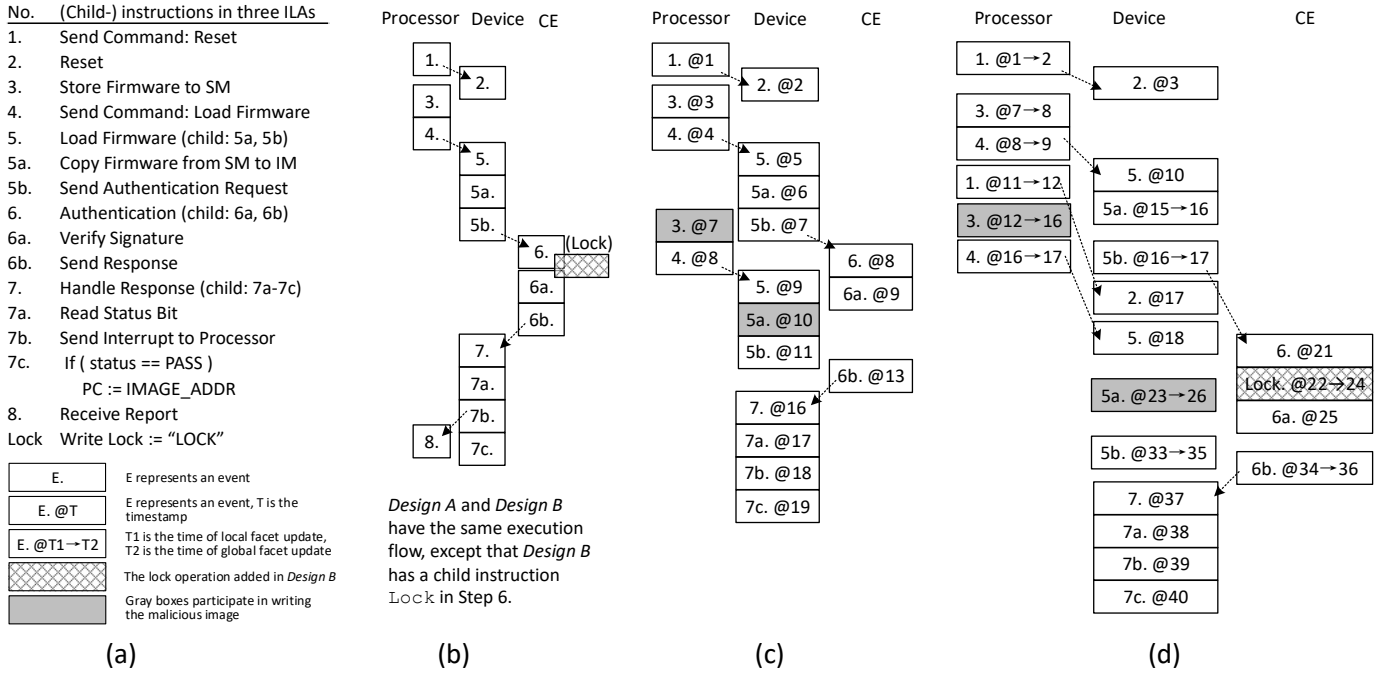 No. (Child-) instructions in three ILAs
1. Send Command: Reset
2. Reset
3. Store Firmware to SM
4. Send Command: Load Firmware
5. Load Firmware (child: 5a, 5b)
5a. Copy Firmware from SM to IM
5b. Send Authentication Request
6. Authentication (child: 6a, 6b)
6a. Verify Signature
6b. Send Response
7. Handle Response (child: 7a-7c)
7a. Read Status Bit
7b. Send Interrupt to Processor
7c. If ( status == PASS )
PC := IMAGE_ADDR
8. Receive Report
Lock Write Lock := “LOCK”
E. E represents an event
E. @T E represents an event, T is the
timestamp
E. @T1→T2 T1 is the time of local facet update,
T2 is the time of global facet update
The lock operation added in Design B
Gray boxes participate in writing
the malicious image
(a)
Processor Device CE
1.
2.
3.
4.
5.
5a.
5b.
6. (Lock)
6a.
6b.
7.
7a.
7b.
8.
7c.
Design A and Design B
have the same execution
flow, except that Design B
has a child instruction
Lock in Step 6.
(b)
Processor Device CE
1. @1
2. @2
3. @3
4. @4
5. @5
5a. @6
3. @7 5b. @7
4. @8 6. @8
5. @9 6a. @9
5a. @10
5b. @11
6b. @13
7. @16
7a. @17
7b. @18
7c. @19
(c)
Processor Device CE
1. @1→2
2. @3
3. @7→8
4. @8→9
5. @10
1. @11→12
5a. @15→16
3. @12→16
4. @16→17 5b. @16→17
2. @17
5. @18
6. @21
Lock. @22→24
5a. @23→26
6a. @25
5b. @33→35
6b. @34→36
7. @37
7a. @38
7b. @39
7c. @40
(d)